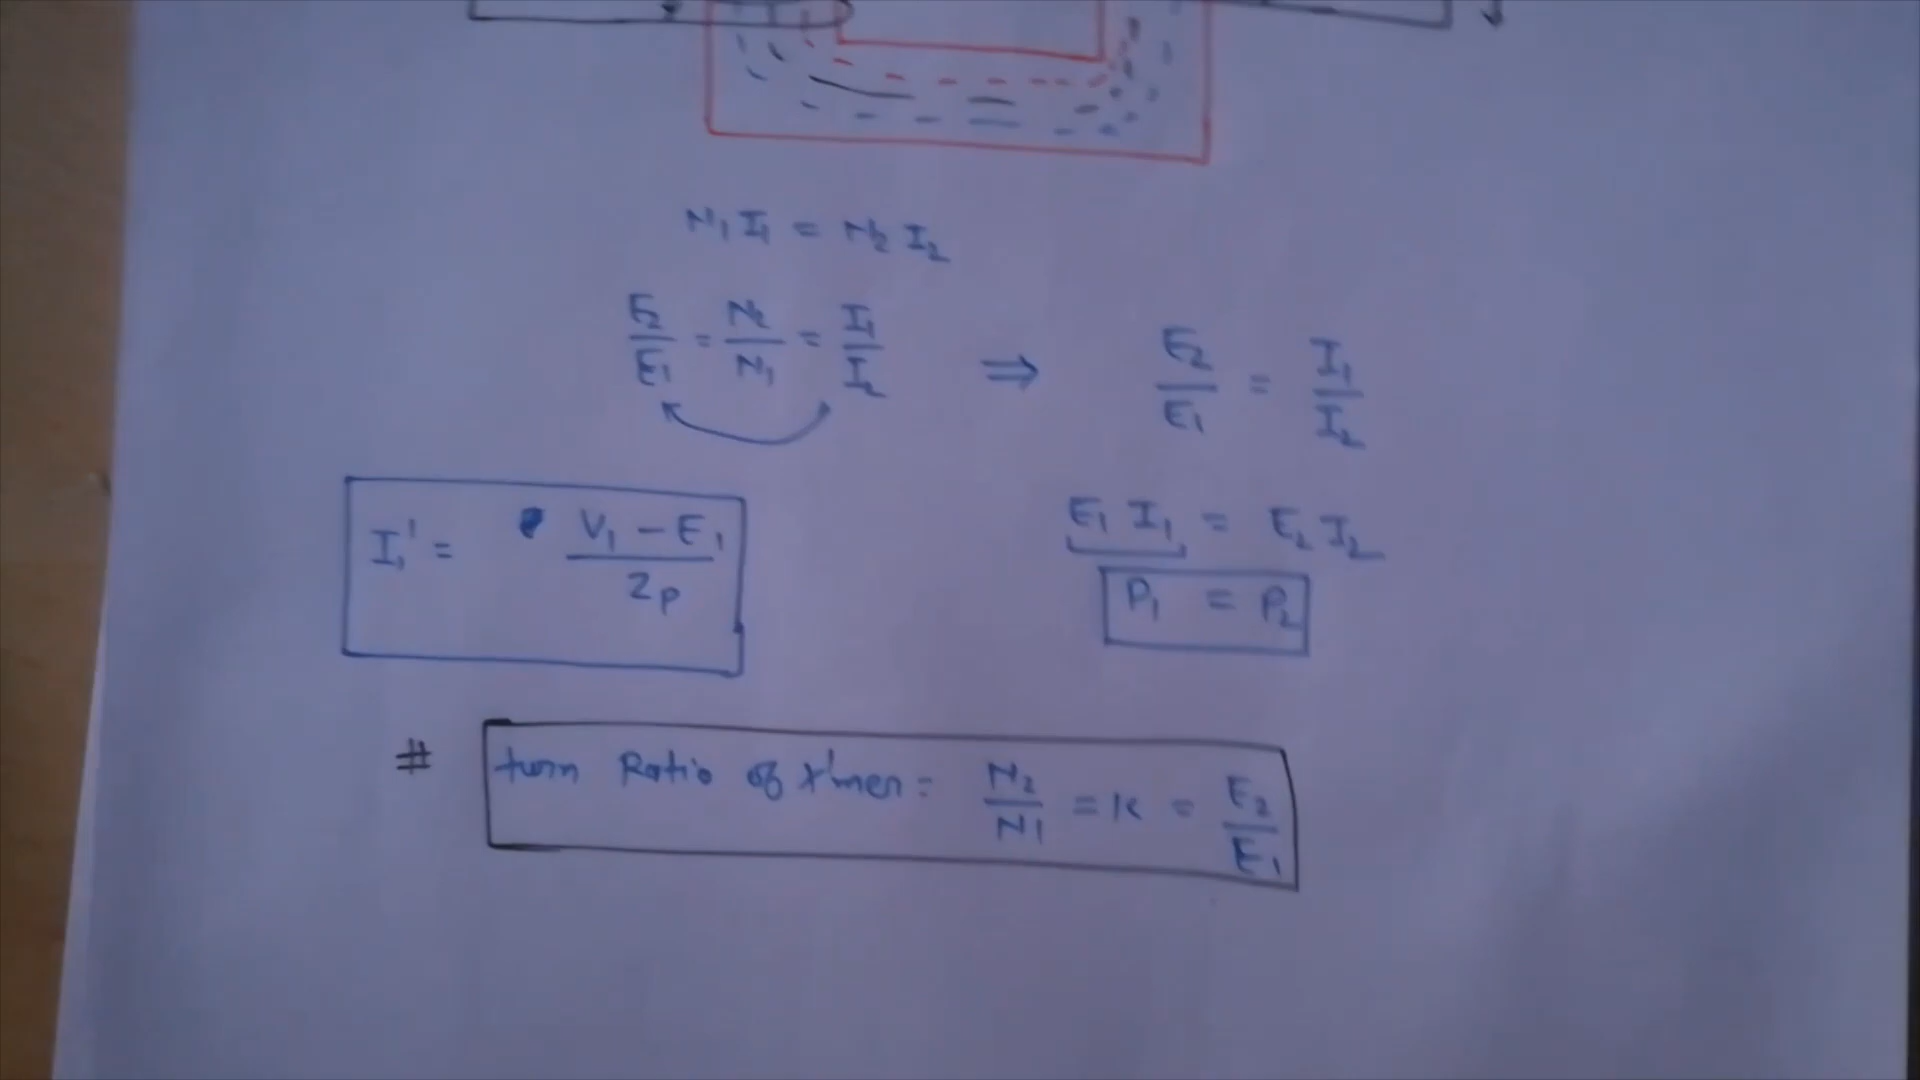 N₁ I₁ = N₂ I₂
E₂/E₁ = N₂/N₁ = I₁/I₂ ⇒ E₂/E₁ = I₁/I₂
I₁' = V₁ - E₁ / Zp
E₁ I₁ = E₂ I₂
P₁ = P₂
# turn Ratio of x'mer = N₂/N₁ = K = E₂/E₁